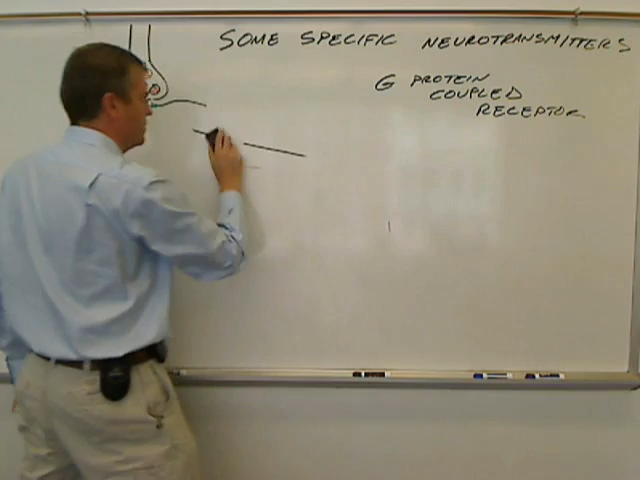 SOME SPECIFIC NEUROTRANSMITTERS
G PROTEIN
COUPLED
RECEPTOR